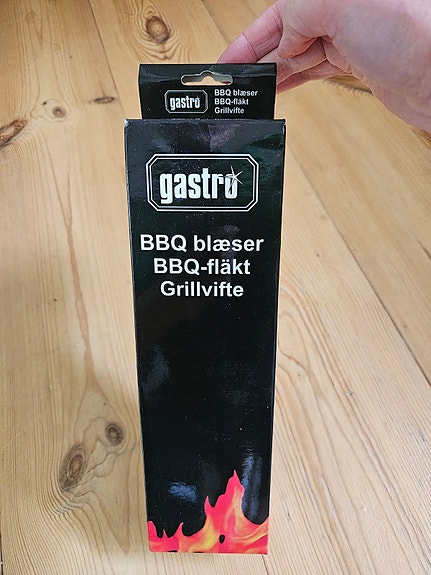 gastro
BBQ blæser
BBQ-fläkt
Grillvifte
gastro
BBQ blæser
BBQ-fläkt
Grillvifte